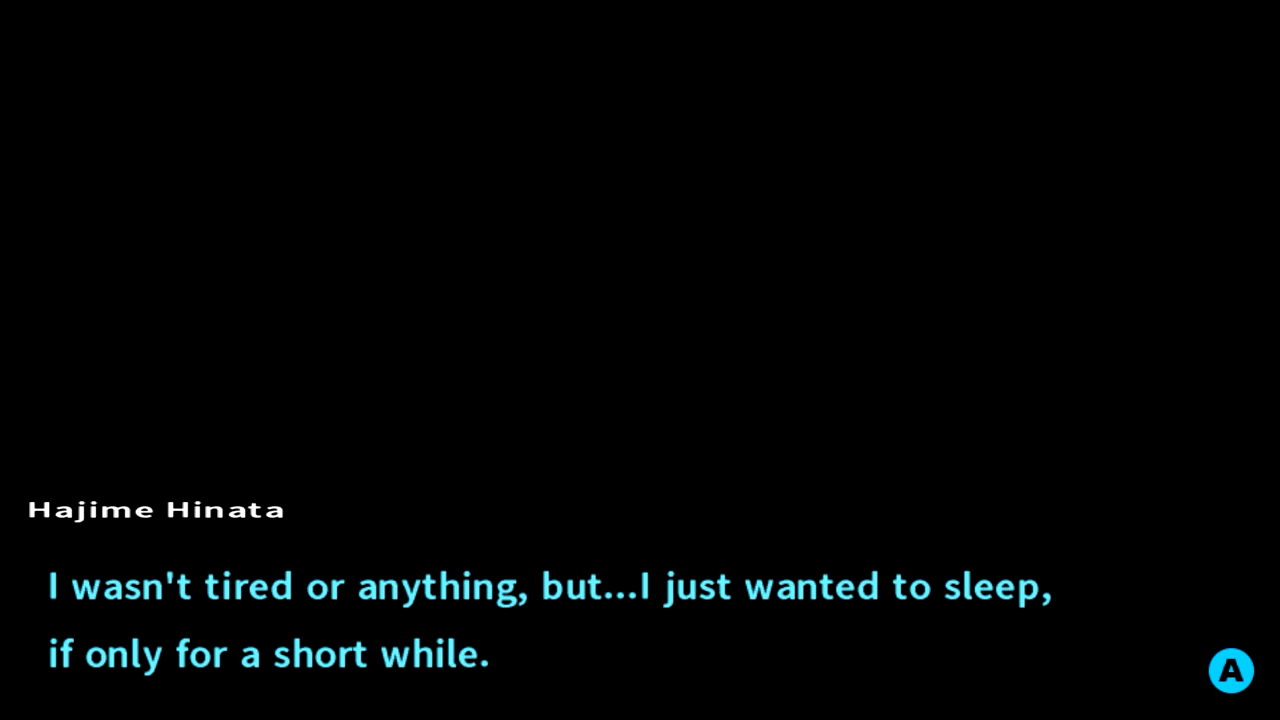 Hajime Hinata
I wasn't tired or anything, but...I just wanted to sleep,
if only for a short while.
A